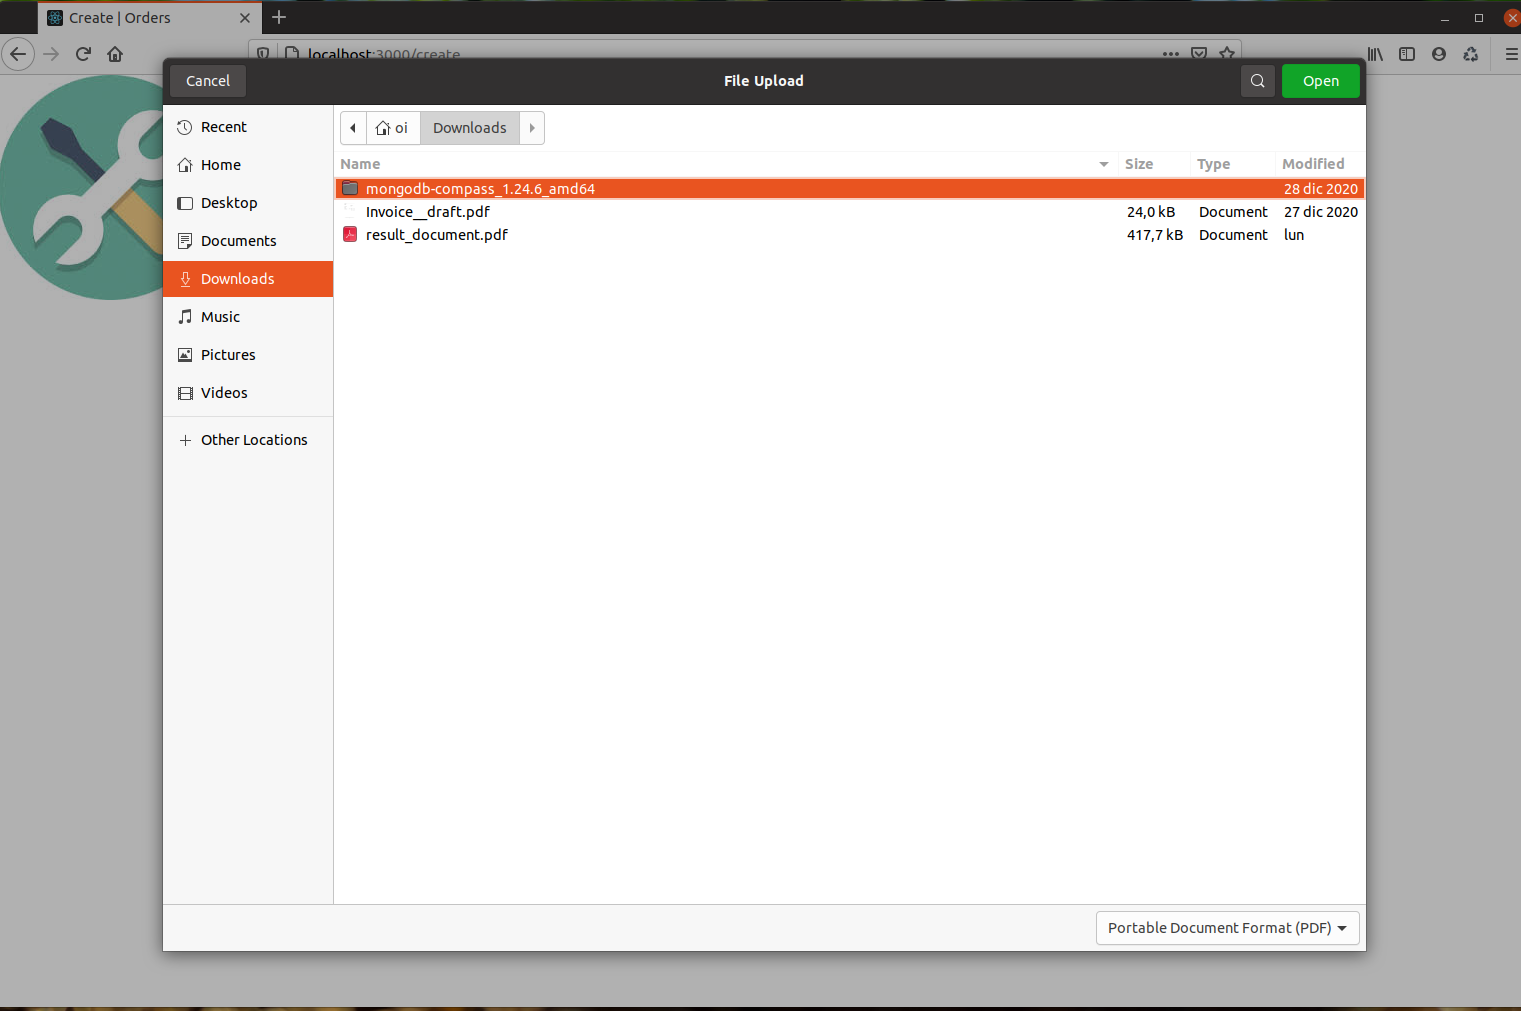 Create | Orders
localhost:3000/create
Cancel
File Upload
Open
Recent
Home
Desktop
Documents
Downloads
Music
Pictures
Videos
Other Locations
oi
Downloads
Name Size Type Modified
mongodb-compass_1.24.6_amd64 28 dic 2020
Invoice__draft.pdf 24,0 kB Document 27 dic 2020
result_document.pdf 417,7 kB Document lun
Portable Document Format (PDF)